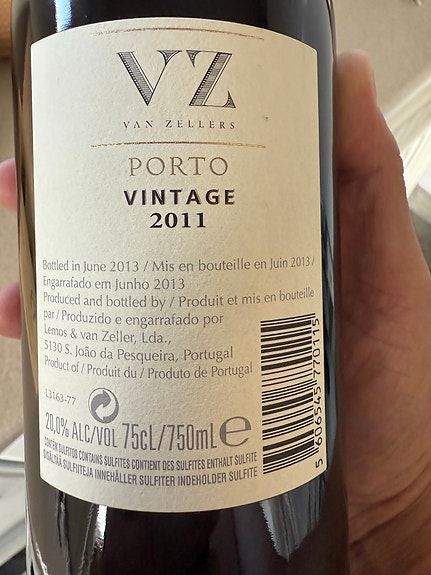 VZ
VAN ZELLERS
PORTO
VINTAGE
2011
Bottled in June 2013 / Mis en bouteille en Juin 2013 /
Engarrafado em Junho 2013
Produced and bottled by / Produit et mis en bouteille
par / Produzido e engarrafado por
Lemos & van Zeller, Lda.,
5130 S. João da Pesqueira, Portugal
Product of / Produit du / Produto de Portugal
L3163-77
20,0% ALC/VOL 75cL/750mL e
CONTÉM SULFITOS CONTAINS SULFITES CONTIENT DES SULFITES ENTHALT SULFITE
SISÄLTÄÄ SULFIITEJA INNEHÅLLER SULFITER INDEHOLDER SULFITE
5 606545 770115